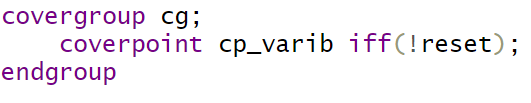 covergroup cg;
    coverpoint cp_varib iff(!reset);
endgroup